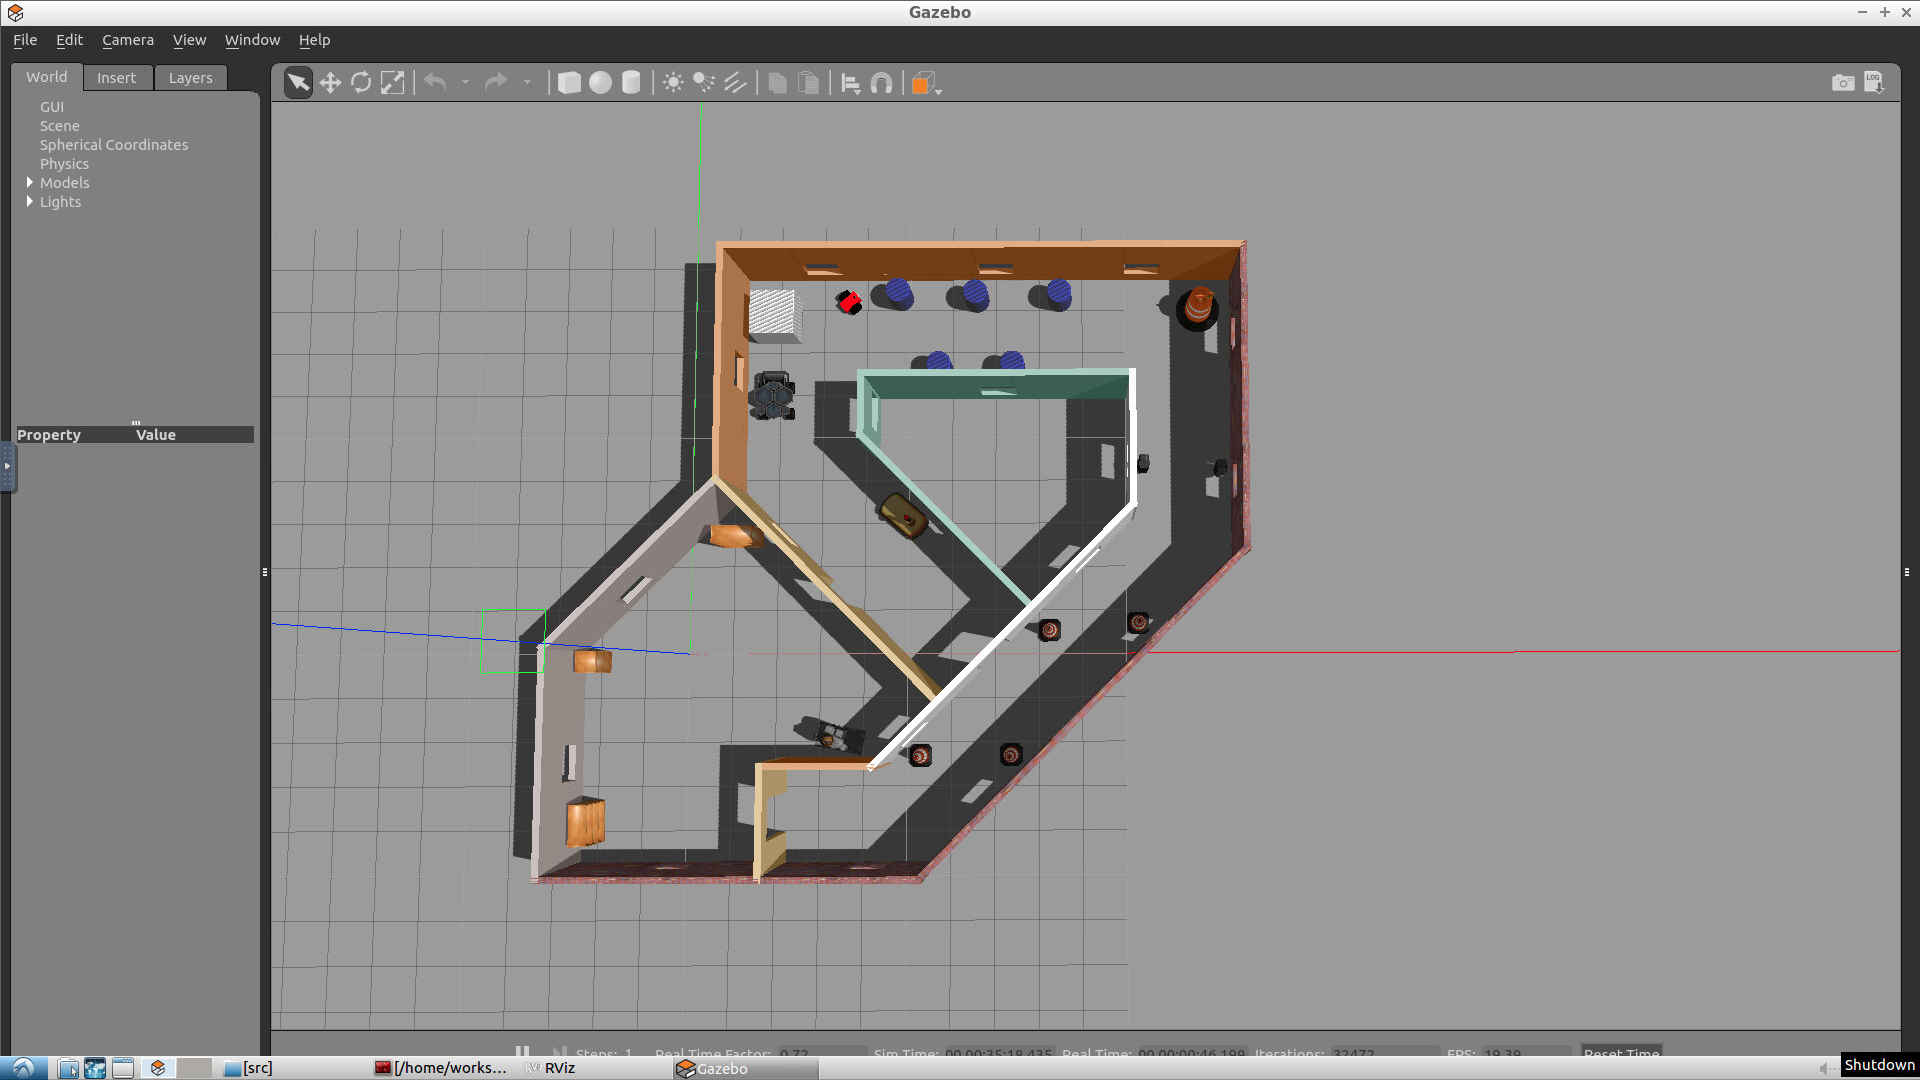 Gazebo
File Edit Camera View Window Help
World Insert Layers
GUI
Scene
Spherical Coordinates
Physics
Models
Lights
LOG
Property Value
Steps: 1 Real Time Factor: 0.72 Sim Time: 00 00:35:18.435 Real Time: 00 00:00:46.199 Iterations: 32472 FPS: 19.39 Reset Time
[src] [/home/works... RViz Gazebo Shutdown